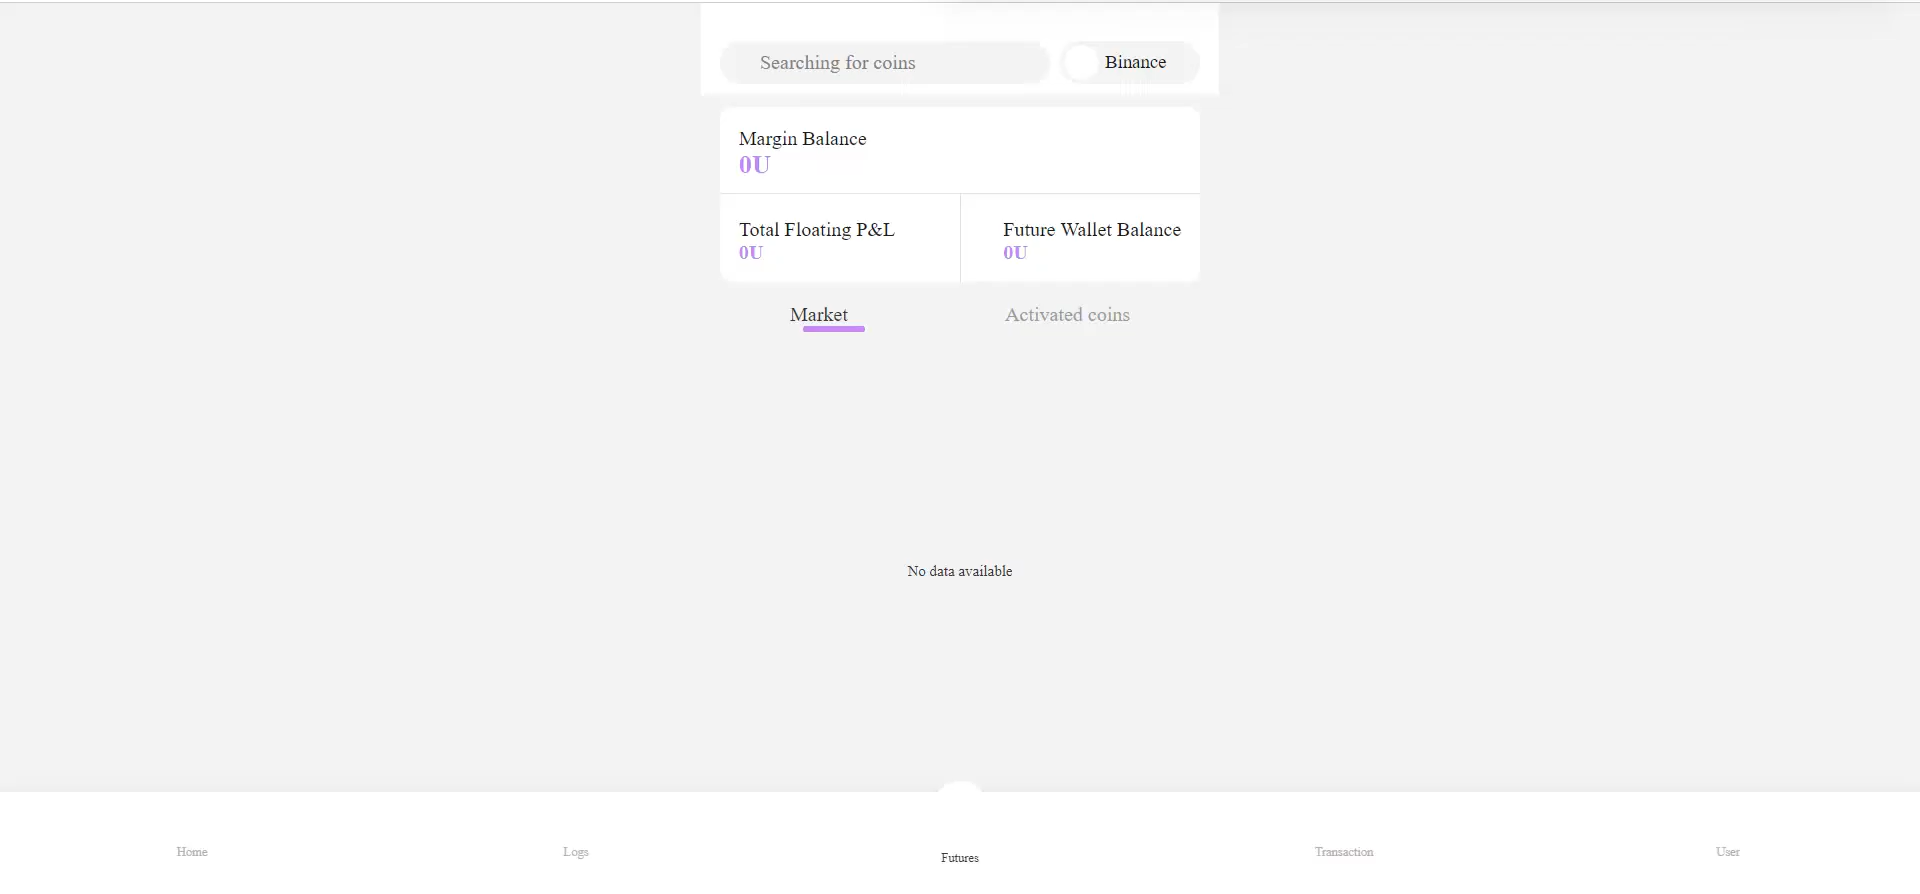 Searching for coins
Binance
Margin Balance
0U
Total Floating P&L
0U
Future Wallet Balance
0U
Market
Activated coins
No data available
Home
Logs
Futures
Transaction
User